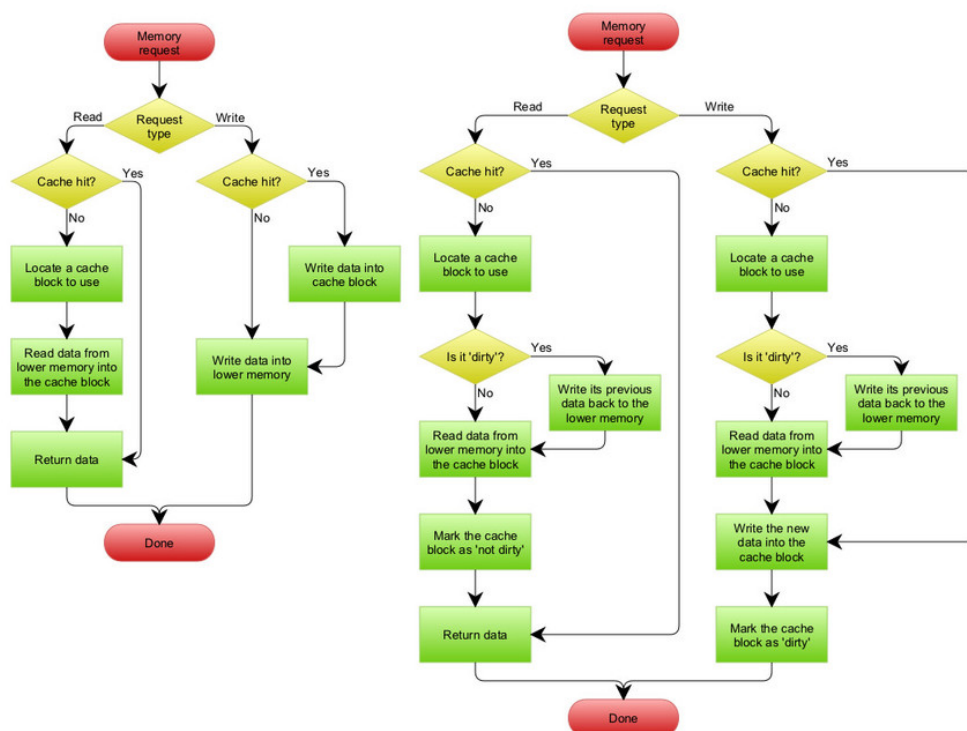 Memory
request
Request
type
Read
Write
Cache hit?
Yes
No
Locate a cache
block to use
Read data from
lower memory into
the cache block
Return data
Cache hit?
Yes
No
Write data into
cache block
Write data into
lower memory
Done
Memory
request
Request
type
Read
Write
Cache hit?
Yes
No
Locate a cache
block to use
Is it 'dirty'?
Yes
No
Write its previous
data back to the
lower memory
Read data from
lower memory into
the cache block
Mark the cache
block as 'not dirty'
Return data
Cache hit?
Yes
No
Locate a cache
block to use
Is it 'dirty'?
Yes
No
Write its previous
data back to the
lower memory
Read data from
lower memory into
the cache block
Write the new
data into the
cache block
Mark the cache
block as 'dirty'
Done